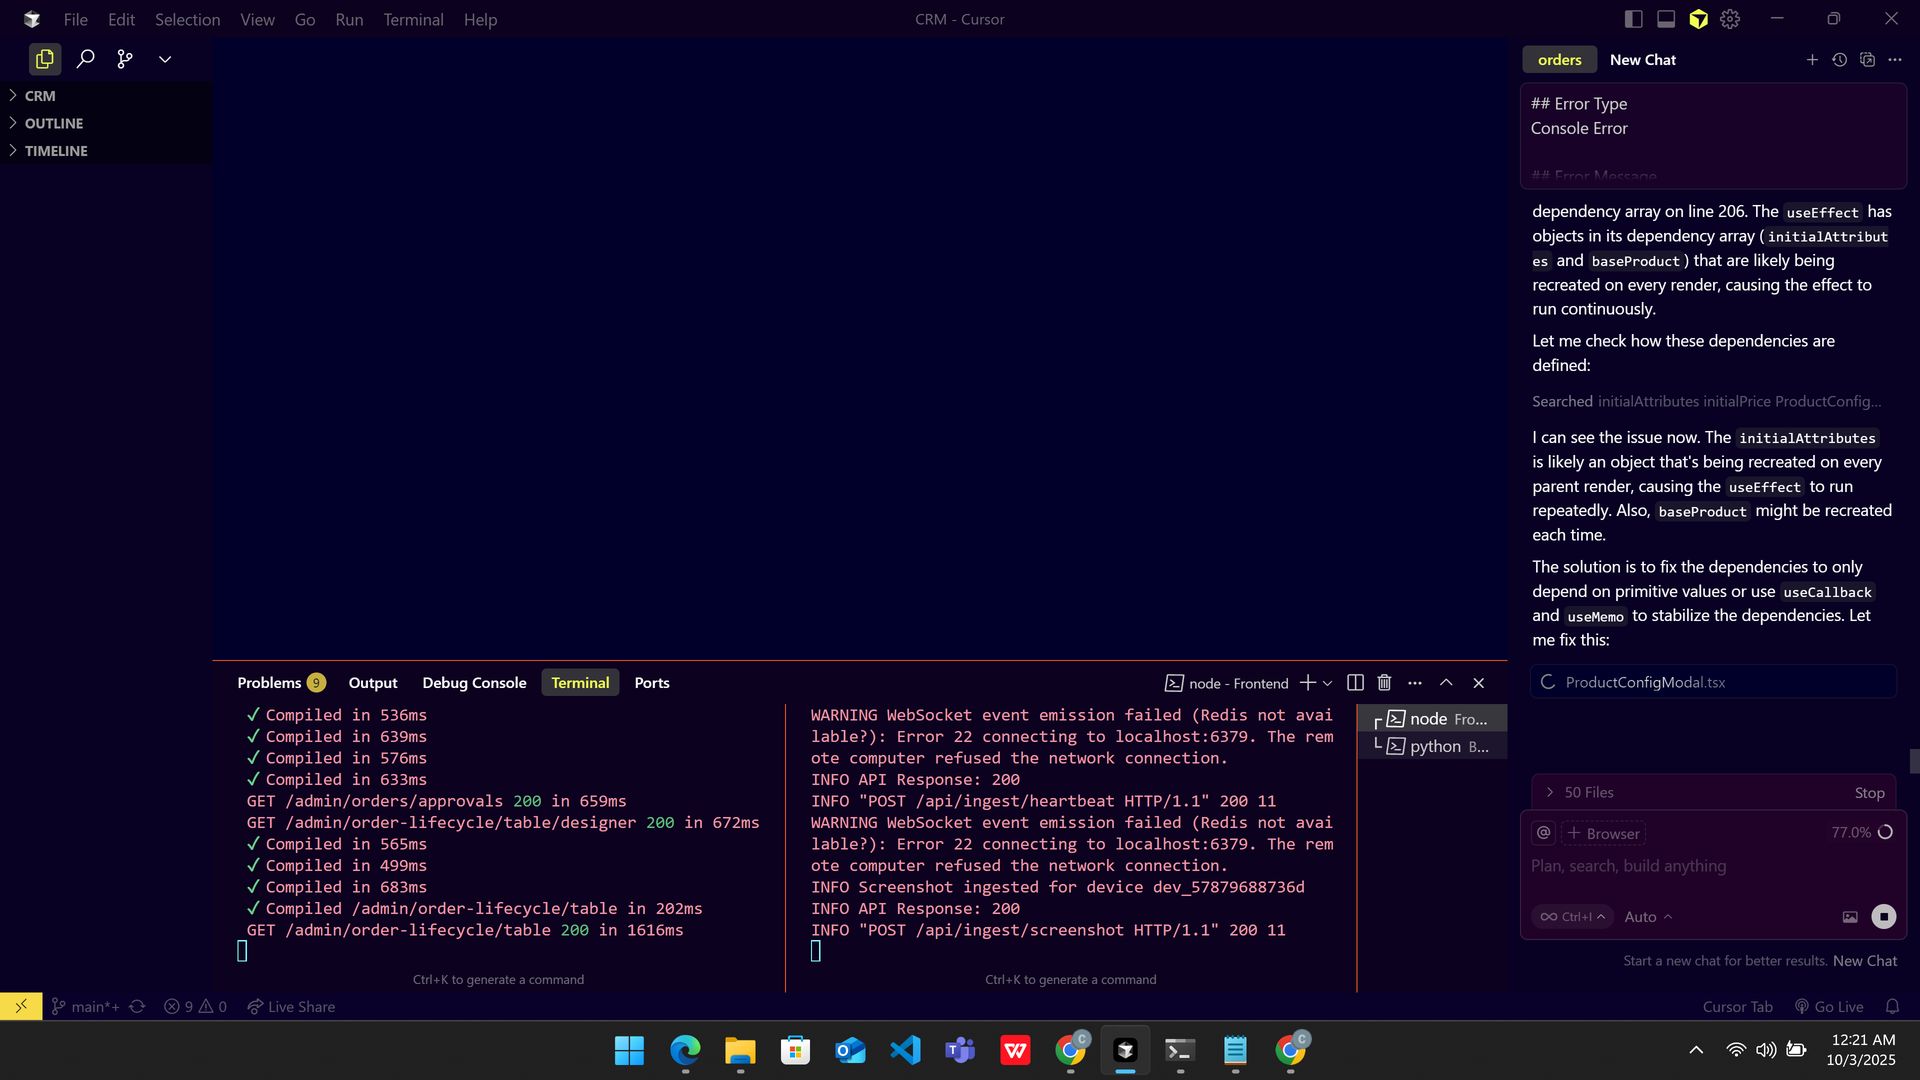 File Edit Selection View Go Run Terminal Help
CRM - Cursor
CRM
OUTLINE
TIMELINE
orders New Chat
## Error Type
Console Error
## Error Message
dependency array on line 206. The useEffect has
objects in its dependency array (initialAttribut
es and baseProduct) that are likely being
recreated on every render, causing the effect to
run continuously.
Let me check how these dependencies are
defined:
Searched initialAttributes initialPrice ProductConfig...
I can see the issue now. The initialAttributes
is likely an object that's being recreated on every
parent render, causing the useEffect to run
repeatedly. Also, baseProduct might be recreated
each time.
The solution is to fix the dependencies to only
depend on primitive values or use useCallback
and useMemo to stabilize the dependencies. Let
me fix this:
ProductConfigModal.tsx
50 Files Stop
@ + Browser 77.0%
Plan, search, build anything
∞ Ctrl+I Auto
Start a new chat for better results. New Chat
Problems 9 Output Debug Console Terminal Ports
node - Frontend
✓ Compiled in 536ms
✓ Compiled in 639ms
✓ Compiled in 576ms
✓ Compiled in 633ms
GET /admin/orders/approvals 200 in 659ms
GET /admin/order-lifecycle/table/designer 200 in 672ms
✓ Compiled in 565ms
✓ Compiled in 499ms
✓ Compiled in 683ms
✓ Compiled /admin/order-lifecycle/table in 202ms
GET /admin/order-lifecycle/table 200 in 1616ms
Ctrl+K to generate a command
WARNING WebSocket event emission failed (Redis not avai
lable?): Error 22 connecting to localhost:6379. The rem
ote computer refused the network connection.
INFO API Response: 200
INFO "POST /api/ingest/heartbeat HTTP/1.1" 200 11
WARNING WebSocket event emission failed (Redis not avai
lable?): Error 22 connecting to localhost:6379. The rem
ote computer refused the network connection.
INFO Screenshot ingested for device dev_57879688736d
INFO API Response: 200
INFO "POST /api/ingest/screenshot HTTP/1.1" 200 11
Ctrl+K to generate a command
node Fro...
python B...
main*+ 9 0 Live Share
Cursor Tab Go Live
12:21 AM
10/3/2025